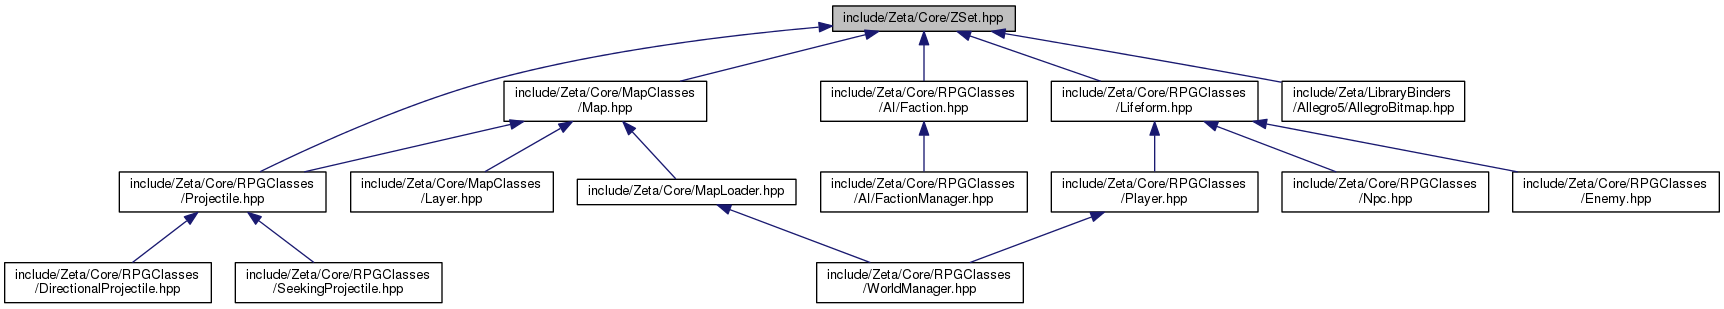 include/Zeta/Core/ZSet.hpp
include/Zeta/Core/MapClasses
/Map.hpp
include/Zeta/Core/RPGClasses
/AI/Faction.hpp
include/Zeta/Core/RPGClasses
/Lifeform.hpp
include/Zeta/LibraryBinders
/Allegro5/AllegroBitmap.hpp
include/Zeta/Core/RPGClasses
/Projectile.hpp
include/Zeta/Core/MapClasses
/Layer.hpp
include/Zeta/Core/MapLoader.hpp
include/Zeta/Core/RPGClasses
/AI/FactionManager.hpp
include/Zeta/Core/RPGClasses
/Player.hpp
include/Zeta/Core/RPGClasses
/Npc.hpp
include/Zeta/Core/RPGClasses
/Enemy.hpp
include/Zeta/Core/RPGClasses
/DirectionalProjectile.hpp
include/Zeta/Core/RPGClasses
/SeekingProjectile.hpp
include/Zeta/Core/RPGClasses
/WorldManager.hpp